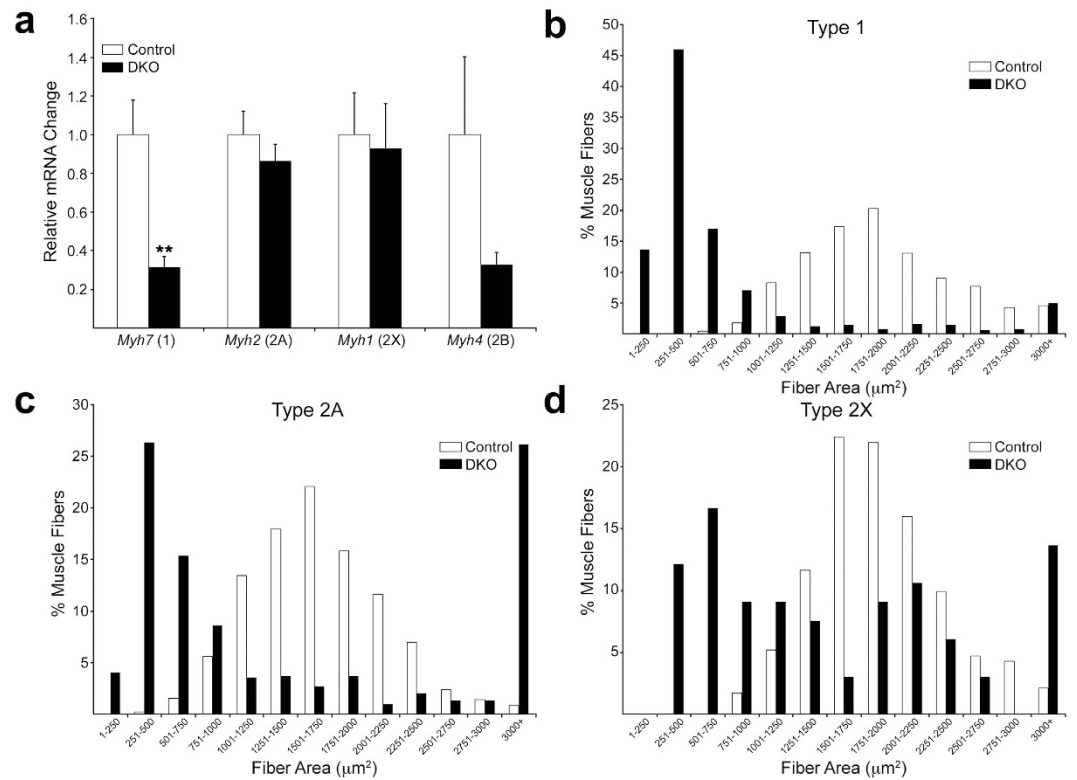 a
1.6
1.4
1.2
1.0
0.8
0.6
0.4
0.2
Relative mRNA Change
Control
DKO
**
Myh7 (1)
Myh2 (2A)
Myh1 (2X)
Myh4 (2B)
b
Type 1
50
45
40
35
30
25
20
15
10
5
% Muscle Fibers
Control
DKO
1-250
251-500
501-750
751-1000
1001-1250
1251-1500
1501-1750
1751-2000
2001-2250
2251-2500
2501-2750
2751-3000
3000+
Fiber Area (μm²)
c
Type 2A
30
25
20
15
10
5
% Muscle Fibers
Control
DKO
1-250
251-500
501-750
751-1000
1001-1250
1251-1500
1501-1750
1751-2000
2001-2250
2251-2500
2501-2750
2751-3000
3000+
Fiber Area (μm²)
d
Type 2X
25
20
15
10
5
% Muscle Fibers
Control
DKO
1-250
251-500
501-750
751-1000
1001-1250
1251-1500
1501-1750
1751-2000
2001-2250
2251-2500
2501-2750
2751-3000
3000+
Fiber Area (μm²)